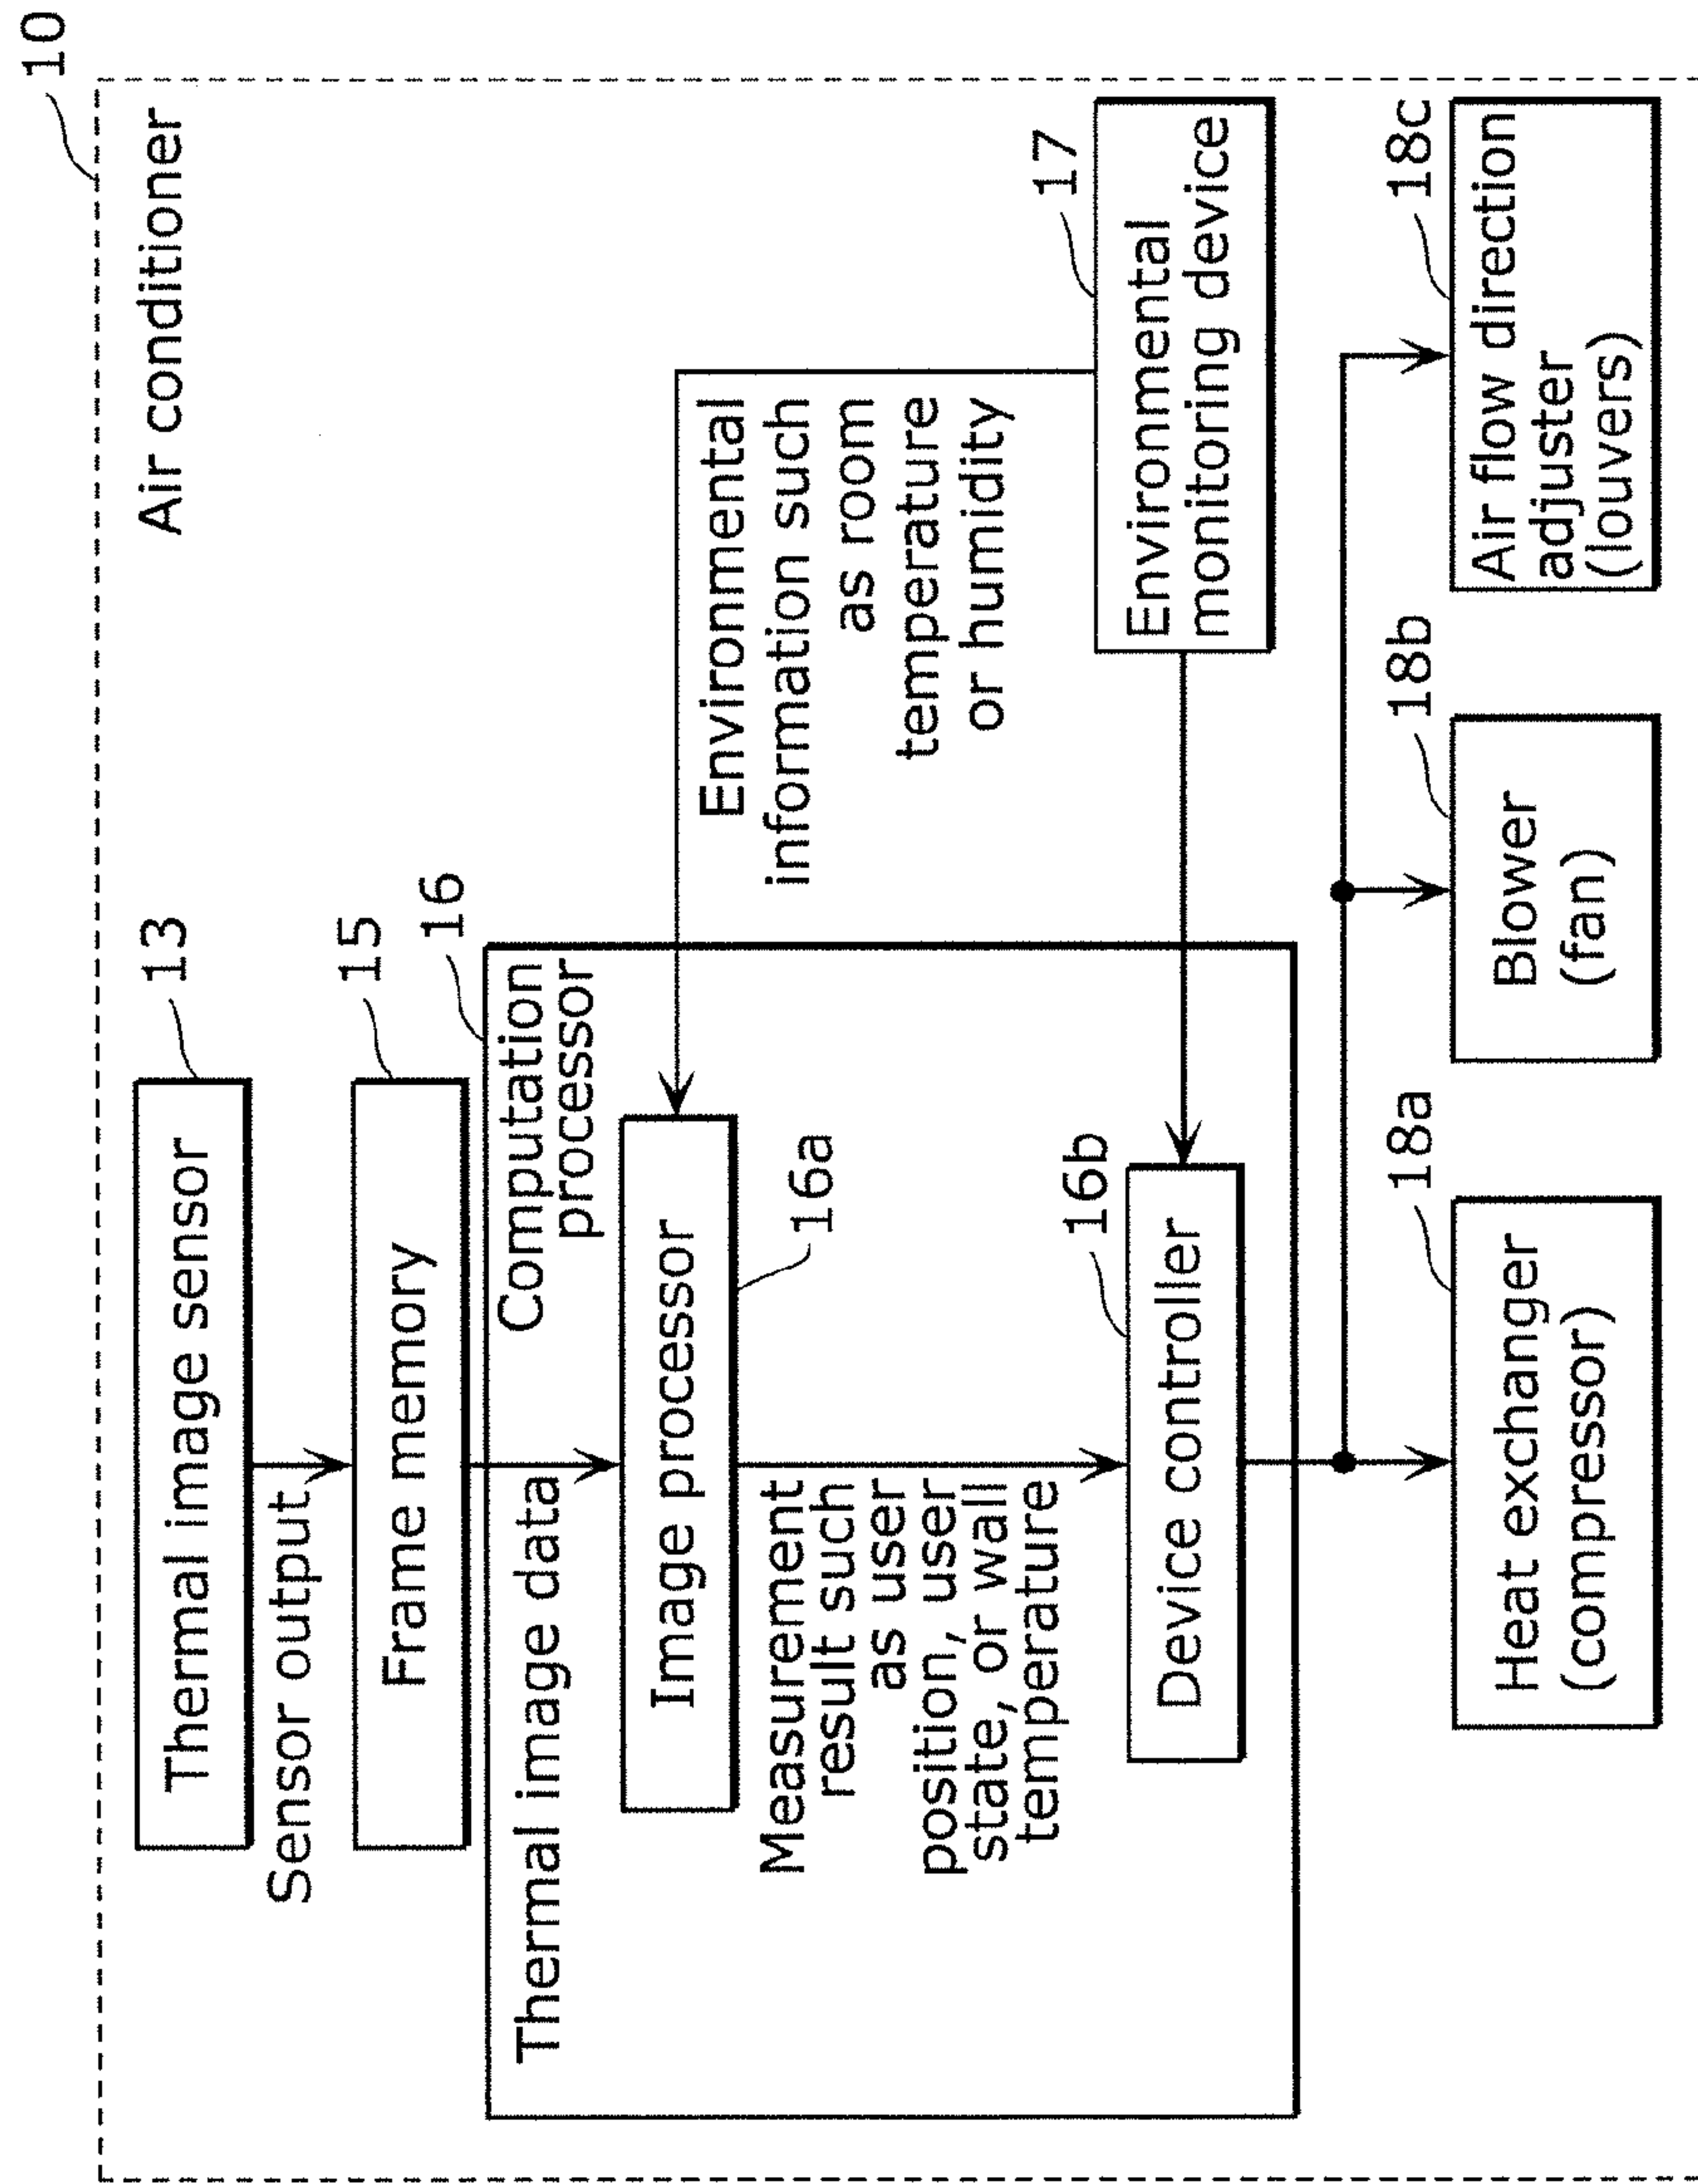 10
Air conditioner
Thermal image sensor
13
Sensor output
Frame memory
15
16
Computation
processor
Thermal image data
Image processor
16a
Environmental
information such
as room
temperature
or humidity
Measurement
result such
as user
position, user
state, or wall
temperature
17
Environmental
monitoring device
Device controller
16b
Heat exchanger
(compressor)
18a
Blower
(fan)
18b
Air flow direction
adjuster
(louvers)
18c